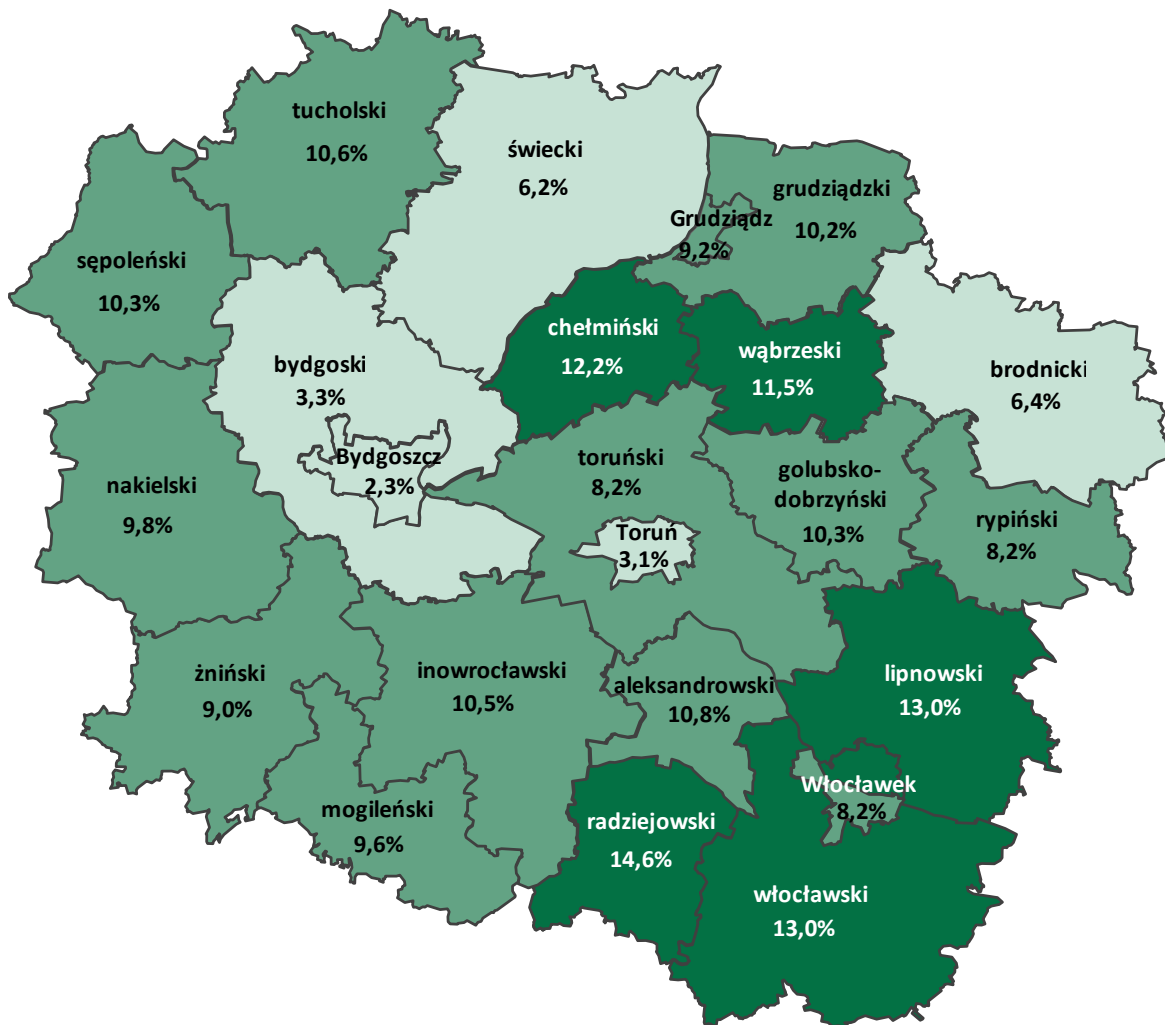 tucholski
10,6%
świecki
6,2%
grudziądzki
10,2%
Grudziądz
9,2%
sępoleński
10,3%
chełmiński
12,2%
wąbrzeski
11,5%
bydgoski
3,3%
brodnicki
6,4%
Bydgoszcz
2,3%
toruński
8,2%
golubsko-
dobrzyński
10,3%
nakielski
9,8%
rypiński
8,2%
Toruń
3,1%
żniński
9,0%
inowrocławski
10,5%
aleksandrowski
10,8%
lipnowski
13,0%
Włocławek
8,2%
mogileński
9,6%
radziejowski
14,6%
włocławski
13,0%